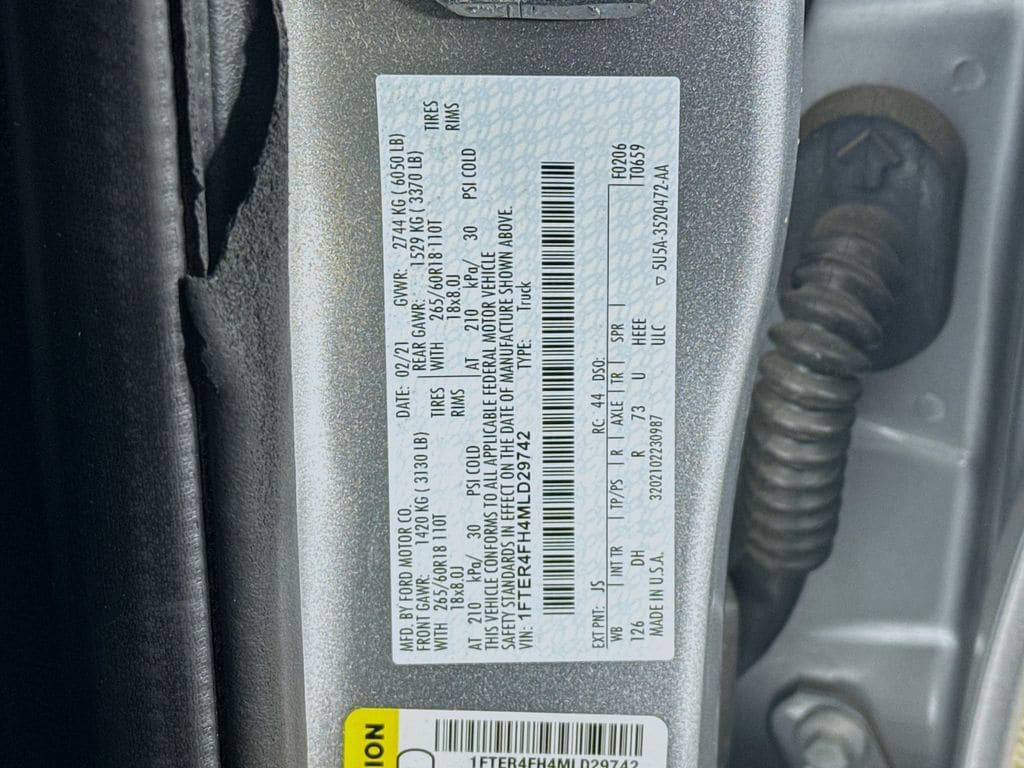 MFD. BY FORD MOTOR CO. DATE: 02/21 GVWR: 2744 KG ( 6050 LB)
FRONT GAWR: 1420 KG ( 3130 LB) REAR GAWR: 1529 KG ( 3370 LB)
WITH 265/60R18 110T TIRES WITH 265/60R18 110T TIRES
18x8.0J RIMS 18x8.0J RIMS
AT 210 kPa/ 30 PSI COLD AT 210 kPa/ 30 PSI COLD
THIS VEHICLE CONFORMS TO ALL APPLICABLE FEDERAL MOTOR VEHICLE
SAFETY STANDARDS IN EFFECT ON THE DATE OF MANUFACTURE SHOWN ABOVE.
VIN: 1FTER4FH4MLD29742 TYPE: Truck
F0206
EXT PNT: JS RC: 44 DSO: T0659
WB INT TR TP/PS R AXLE TR SPR
126 DH R 73 U HEEE
MADE IN U.S.A. 3202102230987 ULC
▽ 5U5A-3520472-AA
ION
1FTER4FH4MLD29742